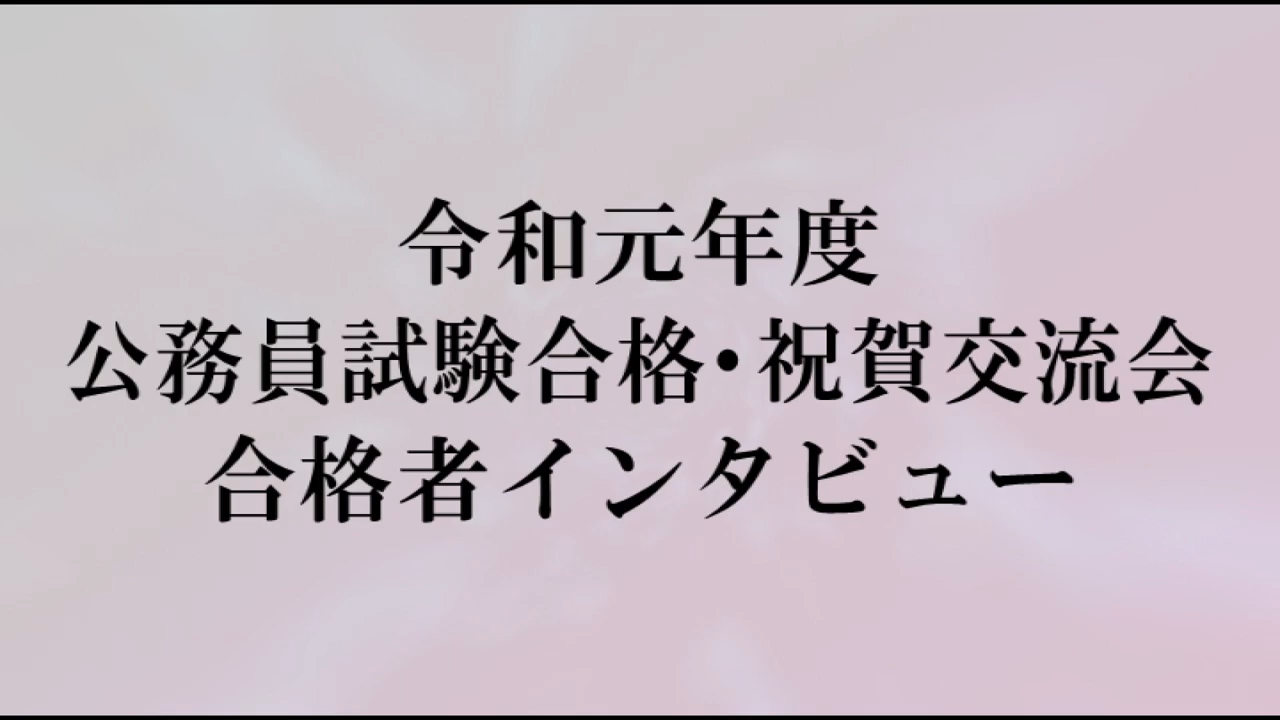 令和元年度
公務員試験合格・祝賀交流会
合格者インタビュー